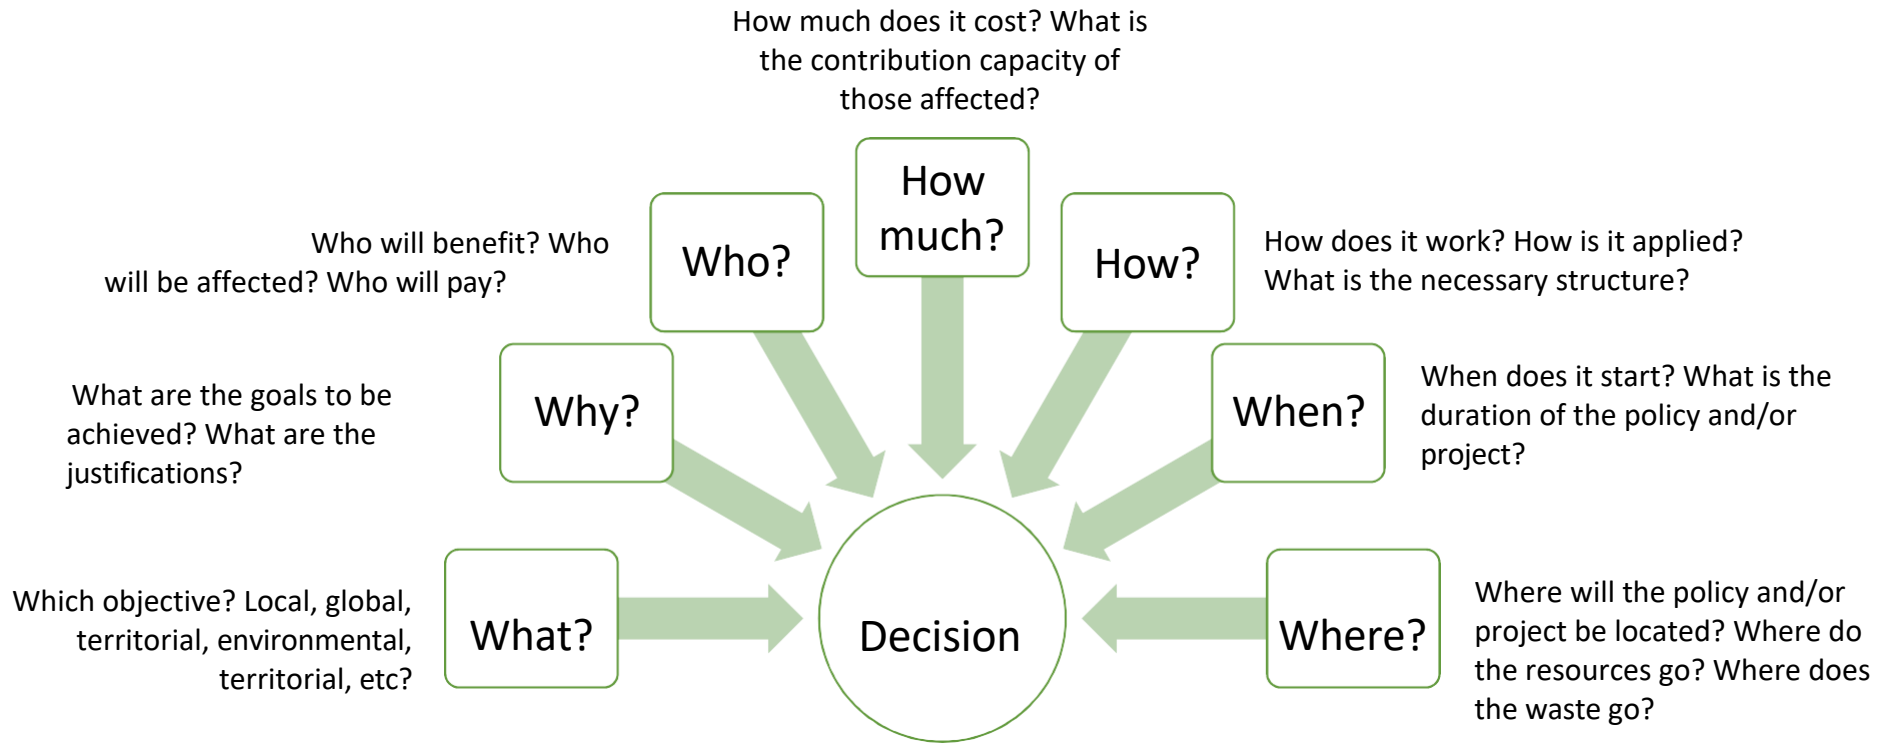 How much does it cost? What is
the contribution capacity of
those affected?
How
much?
Who will benefit? Who
will be affected? Who will pay?
Who?
How?
How does it work? How is it applied?
What is the necessary structure?
What are the goals to be
achieved? What are the
justifications?
Why?
When?
When does it start? What is the
duration of the policy and/or
project?
Which objective? Local, global,
territorial, environmental,
territorial, etc?
What?
Decision
Where?
Where will the policy and/or
project be located? Where do
the resources go? Where does
the waste go?